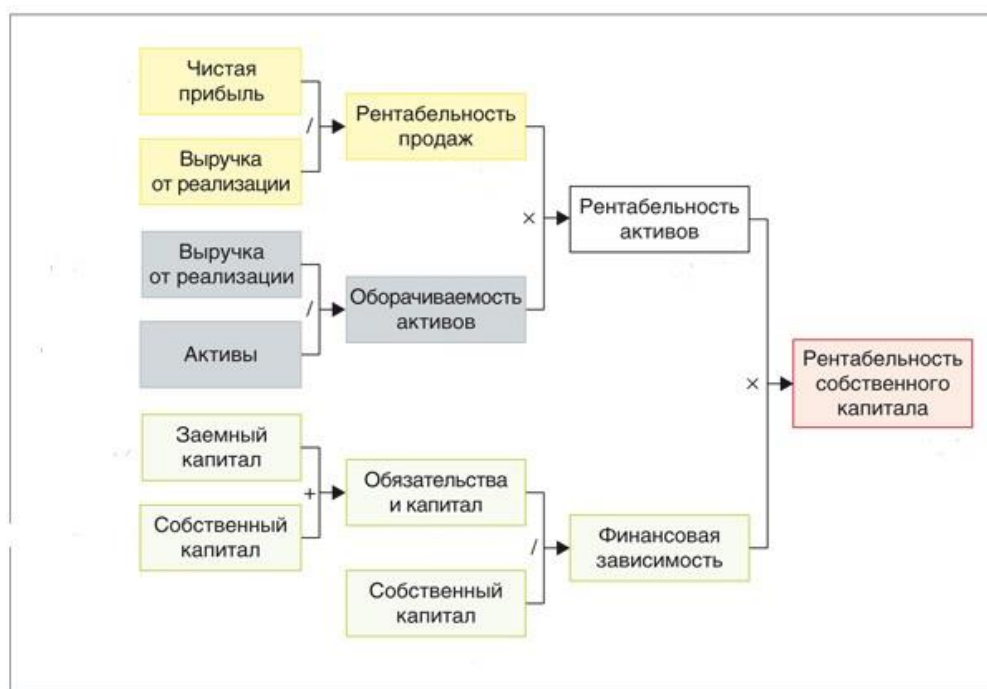 Чистая
прибыль
/
Выручка
от реализации
Рентабельность
продаж
Выручка
от реализации
/
Активы
Оборачиваемость
активов
×
Рентабельность
активов
Заемный
капитал
+
Собственный
капитал
Обязательства
и капитал
/
Собственный
капитал
Финансовая
зависимость
×
Рентабельность
собственного
капитала